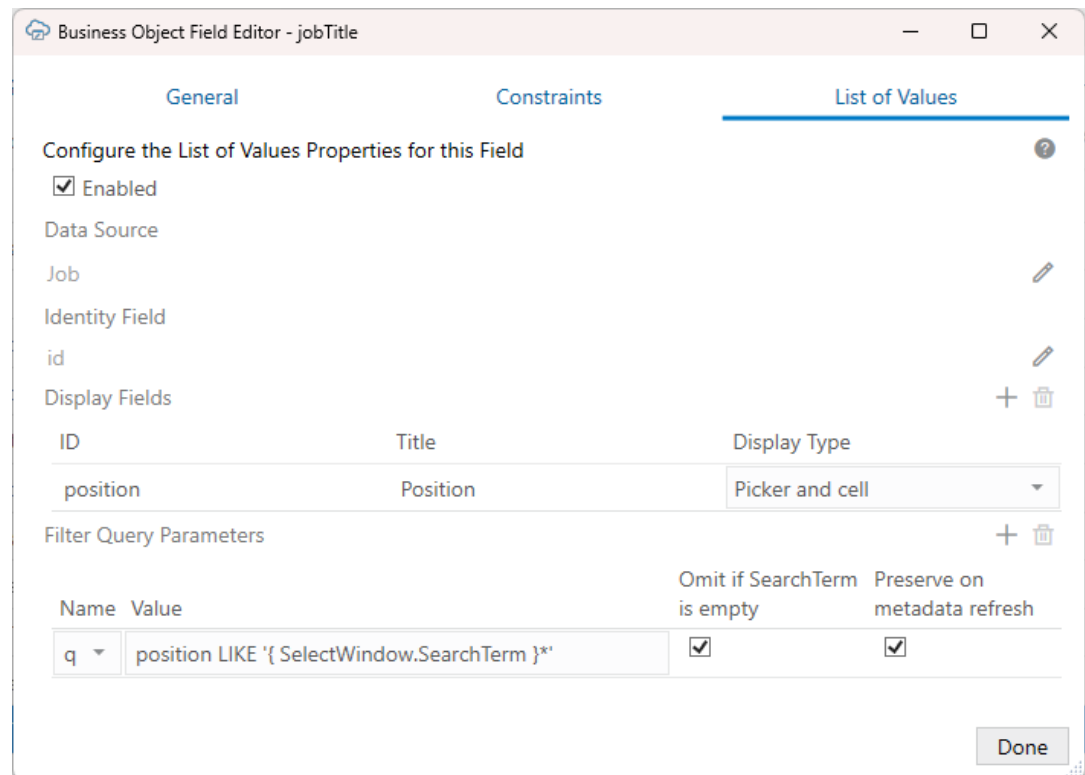 Business Object Field Editor - jobTitle
General Constraints List of Values
Configure the List of Values Properties for this Field
Enabled
Data Source
Job
Identity Field
id
Display Fields
ID Title Display Type
position Position Picker and cell
Filter Query Parameters
Omit if SearchTerm Preserve on
Name Value is empty metadata refresh
q position LIKE '{ SelectWindow.SearchTerm }*'
Done